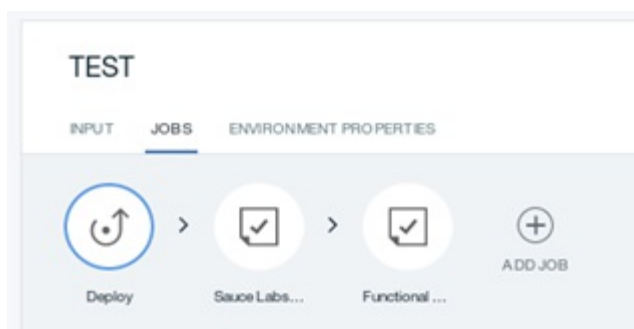 TEST
INPUT JOBS ENVIRONMENT PROPERTIES
ADD JOB
Deploy Sauce Labs... Functional ...